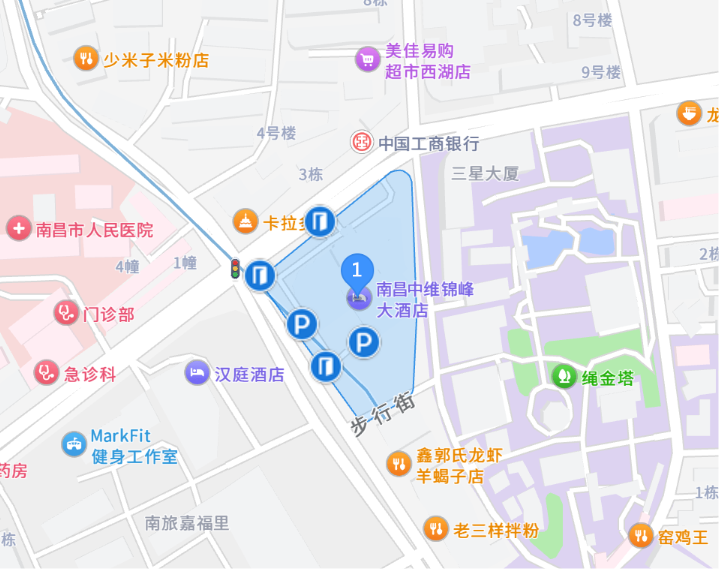 8栋
8号楼
美佳易购
超市西湖店
少米子米粉店
9号楼
龙
4号楼
中国工商银行
3栋
三星大厦
卡拉多
南昌市人民医院
1幢
4幢
2栋
1
南昌中维锦峰
大酒店
P
门诊部
P
急诊科
汉庭酒店
绳金塔
步行街
MarkFit
健身工作室
鑫郭氏龙虾
羊蝎子店
药房
1栋
南旅嘉福里
老三样拌粉
窑鸡王
栋